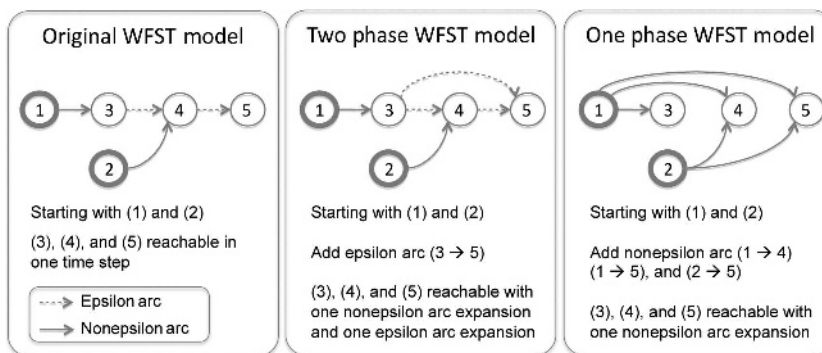 Original WFST model
1
3
4
5
2
Starting with (1) and (2)
(3), (4), and (5) reachable in
one time step
Epsilon arc
Nonepsilon arc
Two phase WFST model
1
3
4
5
2
Starting with (1) and (2)
Add epsilon arc (3 → 5)
(3), (4), and (5) reachable with
one nonepsilon arc expansion
and one epsilon arc expansion
One phase WFST model
1
3
4
5
2
Starting with (1) and (2)
Add nonepsilon arc (1 → 4)
(1 → 5), and (2 → 5)
(3), (4), and (5) reachable with
one nonepsilon arc expansion